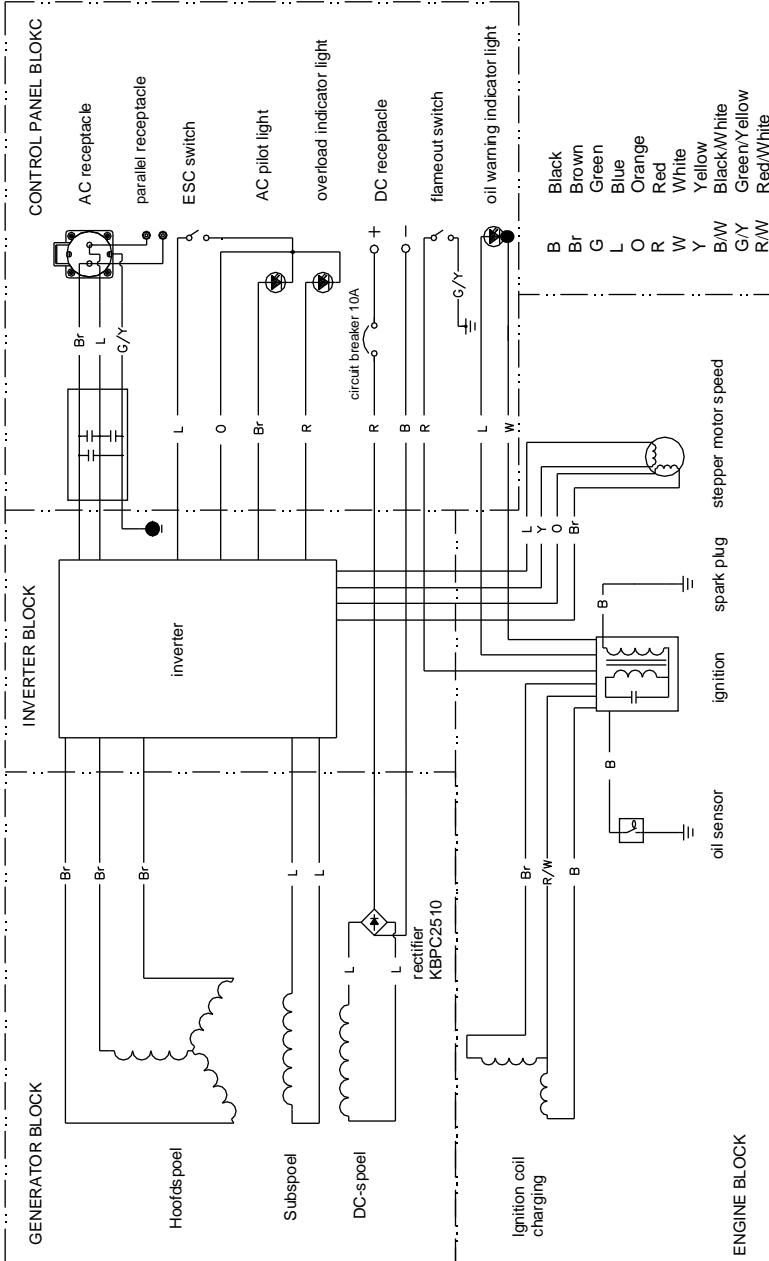 GENERATOR BLOCK
INVERTER BLOCK
CONTROL PANEL BLOKC
Hoofdspoel
Subspoel
DC-spoel
Br
Br
Br
L
L
L
L
rectifier
KBPC2510
inverter
Br
L
G/Y
L
O
Br
R
R
B
R
L
W
circuit breaker 10A
+
−
G/Y
AC receptacle
parallel receptacle
ESC switch
AC pilot light
overload indicator light
DC receptacle
flameout switch
oil warning indicator light
Ignition coil
charging
Br
R/W
B
B
B
L
Y
O
Br
oil sensor
ignition
spark plug
stepper motor speed
ENGINE BLOCK
B Black
Br Brown
G Green
L Blue
O Orange
R Red
W White
Y Yellow
B/W Black/White
G/Y Green/Yellow
R/W Red/White